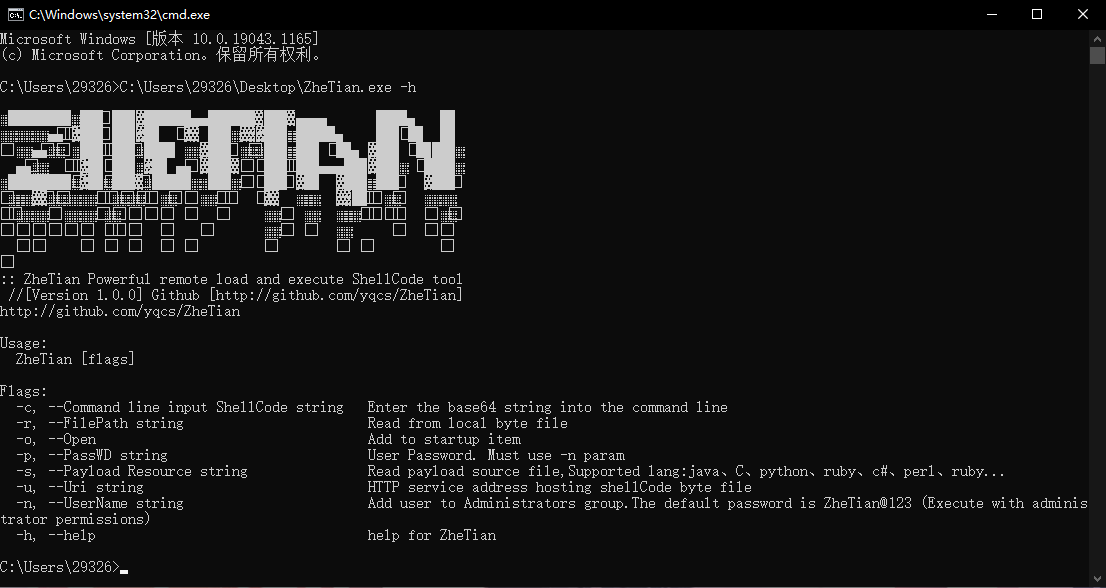 C:\Windows\system32\cmd.exe
Microsoft Windows [版本 10.0.19043.1165]
(c) Microsoft Corporation。保留所有权利。
C:\Users\29326>C:\Users\29326\Desktop\ZheTian.exe -h
ZHETIAN
:: ZheTian Powerful remote load and execute ShellCode tool
//[Version 1.0.0] Github [http://github.com/yqcs/ZheTian]
http://github.com/yqcs/ZheTian
Usage:
ZheTian [flags]
Flags:
-c, --Command line input ShellCode string Enter the base64 string into the command line
-r, --FilePath string Read from local byte file
-o, --Open Add to startup item
-p, --PassWD string User Password. Must use -n param
-s, --Payload Resource string Read payload source file,Supported lang:java、C、python、ruby、c#、perl、ruby...
-u, --Uri string HTTP service address hosting shellCode byte file
-n, --UserName string Add user to Administrators group.The default password is ZheTian@123 (Execute with adminis
trator permissions)
-h, --help help for ZheTian
C:\Users\29326>